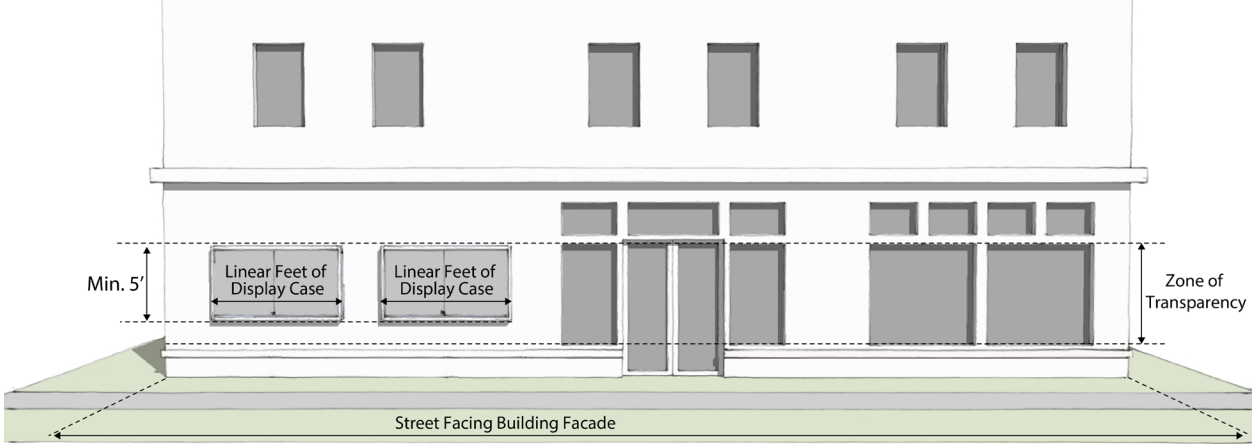 Min. 5’
Linear Feet of
Display Case
Linear Feet of
Display Case
Zone of
Transparency
Street Facing Building Facade